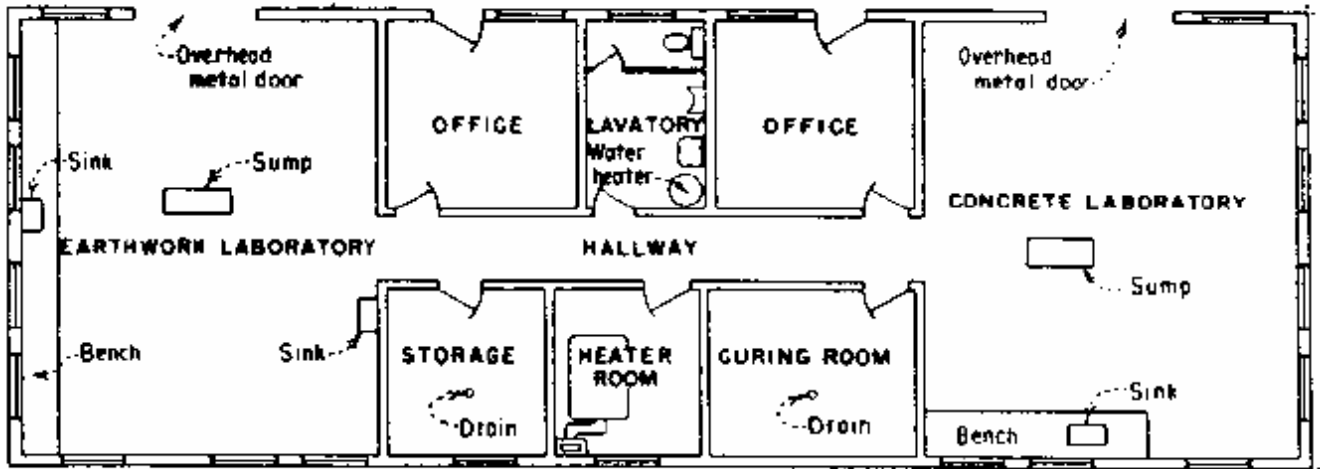 Overhead
metal door
Overhead
metal door
OFFICE
LAVATORY
OFFICE
Water
heater
Sink
Sump
CONCRETE LABORATORY
EARTHWORK LABORATORY
HALLWAY
Sump
Bench
Sink
STORAGE
HEATER
ROOM
CURING ROOM
Sink
Drain
Drain
Bench